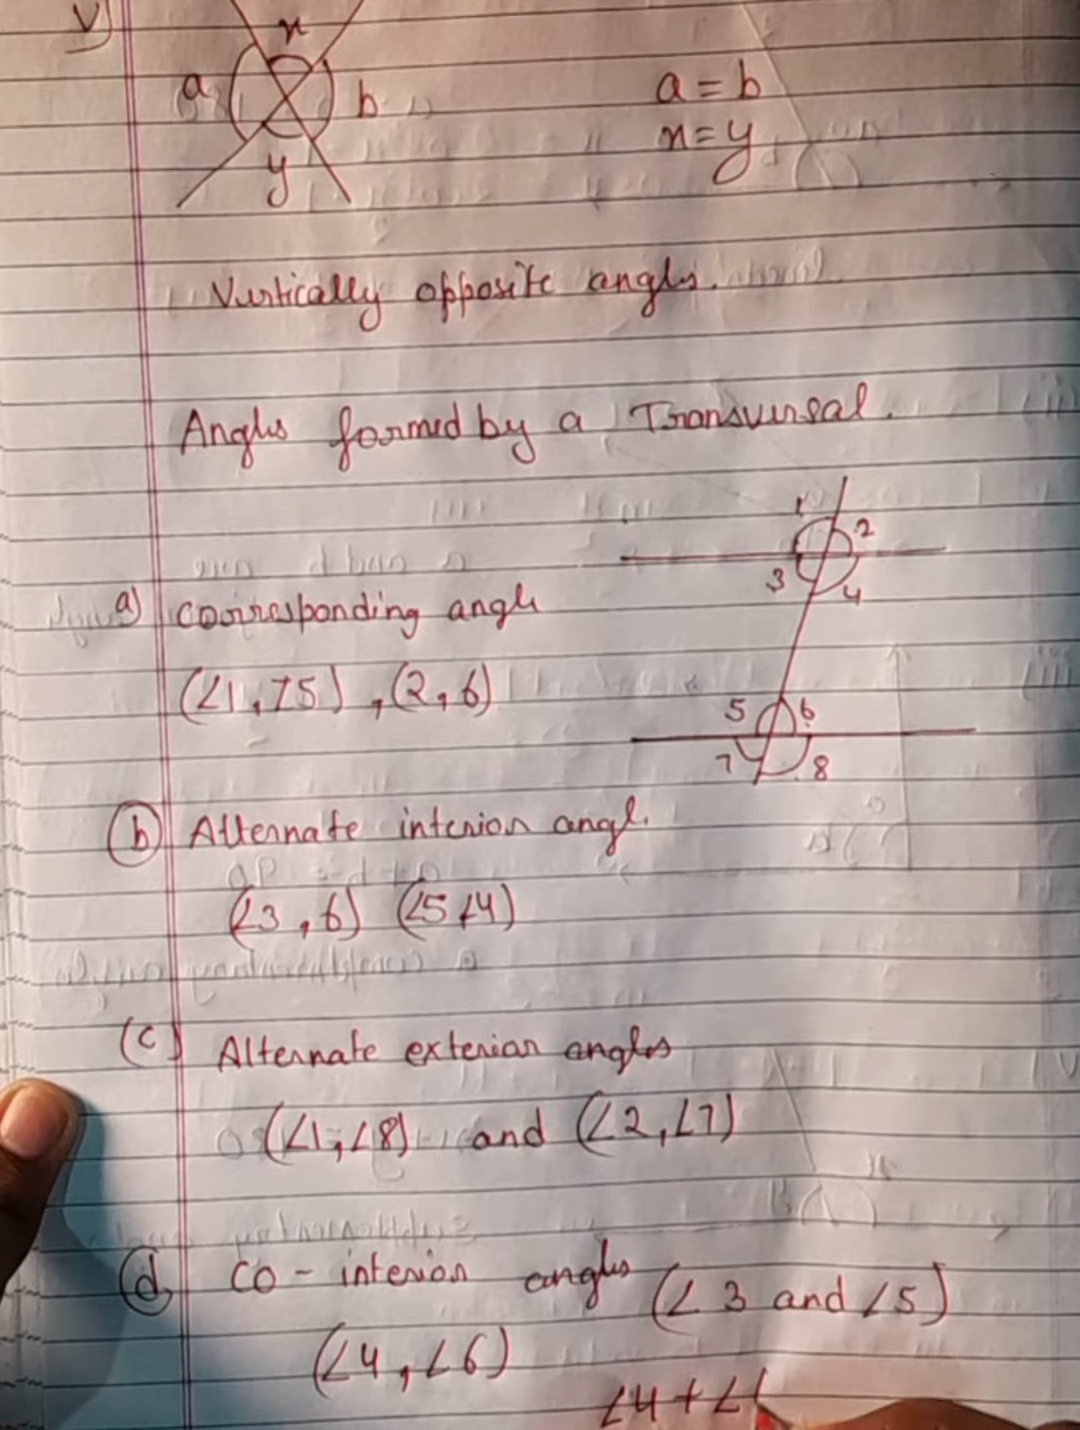 v)
x
a b a = b
y x = y
Vertically opposite angles.
Angles formed by a Transversal.
1 2
3 4
a) corresponding angle
(∠1, 75), (2, 6)
5 6
7 8
(b) Alternate interior angl.
(∠3, 6) (∠5 ∠4)
(c) Alternate exterior angles
(∠1, ∠8) and (∠2, ∠7)
(d) co - interior angles (∠3 and ∠5)
(∠4, ∠6)
∠4 + ∠